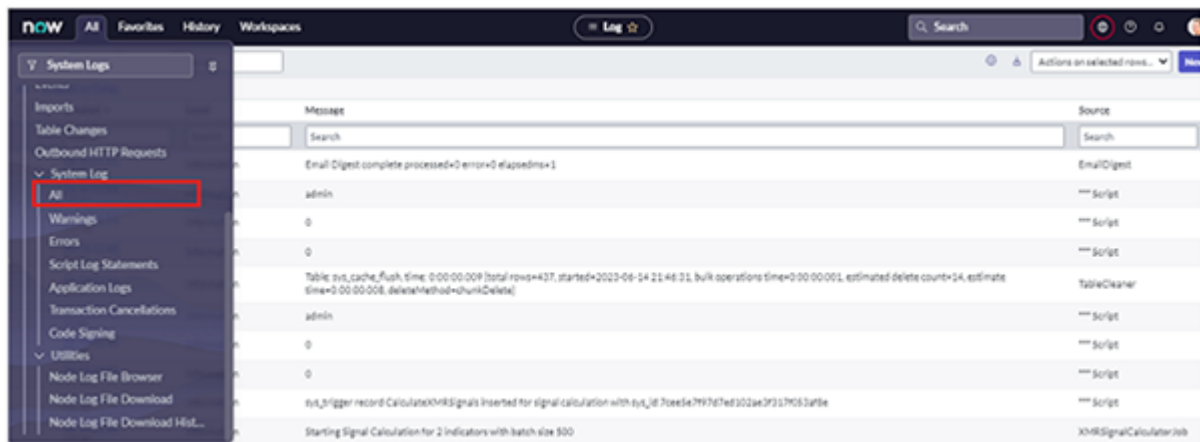 now All Favorites History Workspaces Log Search
System Logs Actions on selected rows...
Imports
Message Source
Table Changes
Search Search
Outbound HTTP Requests
Email Digest complete processed=0 error=0 elapsedms=1 EmailDigest
System Log
All
admin *** Script
Warnings
0 *** Script
Errors
0 *** Script
Script Log Statements
Table: sys_cache_flush, time: 0:00:00.009 [total rows=437, started=2023-06-14 21:46:31, bulk operations time=0:00:00.001, estimated delete count=14, estimate
time=0:00:00.008, deleteMethod=chunkDelete] TableCleaner
Application Logs
Transaction Cancellations
admin *** Script
Code Signing
0 *** Script
Utilities
Node Log File Browser
0 *** Script
Node Log File Download
sys_trigger record CalculateXMRSignals inserted for signal calculation with sys_id *** Script
Node Log File Download Hist...
Starting Signal Calculation for 2 indicators with batch size 500 XMRSignalCalculatorJob